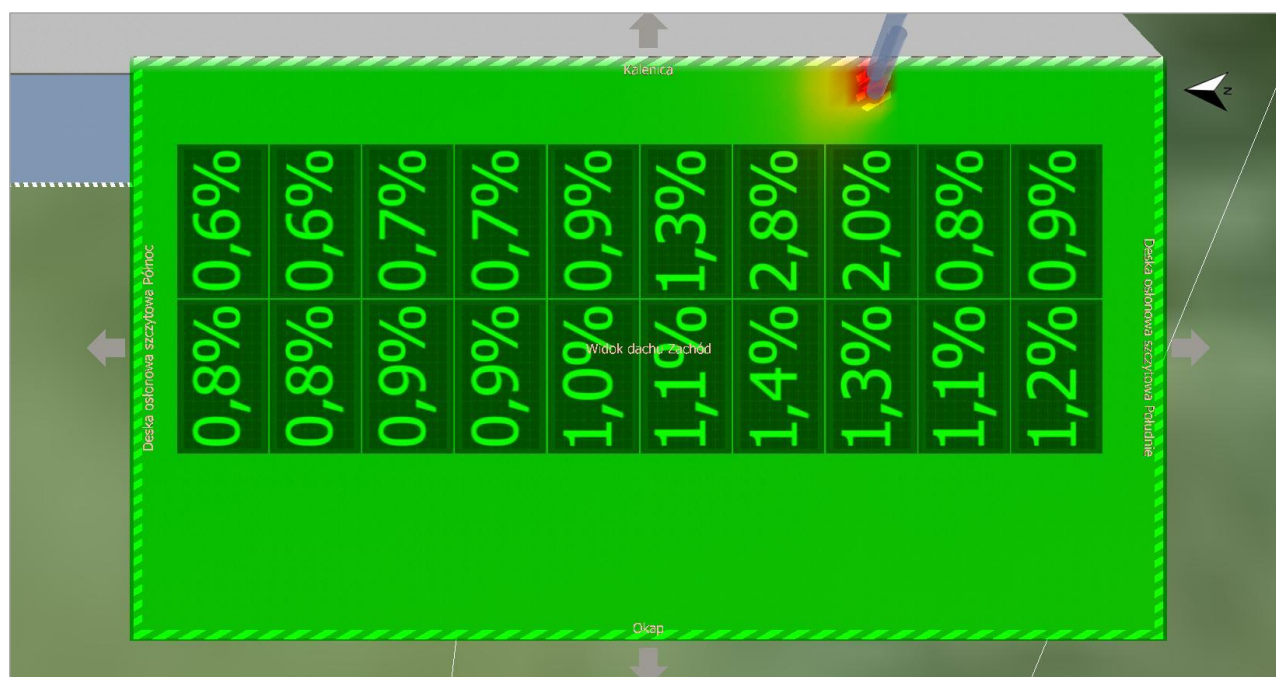 Kalenica
N
0,6% 0,6% 0,7% 0,7% 0,9% 1,3% 2,8% 2,0% 0,8% 0,9%
Deska osłonowa szczytowa Północ
Deska osłonowa szczytowa Południe
Widok dachu Zachód
0,8% 0,8% 0,9% 0,9% 1,0% 1,1% 1,4% 1,3% 1,1% 1,2%
Okap